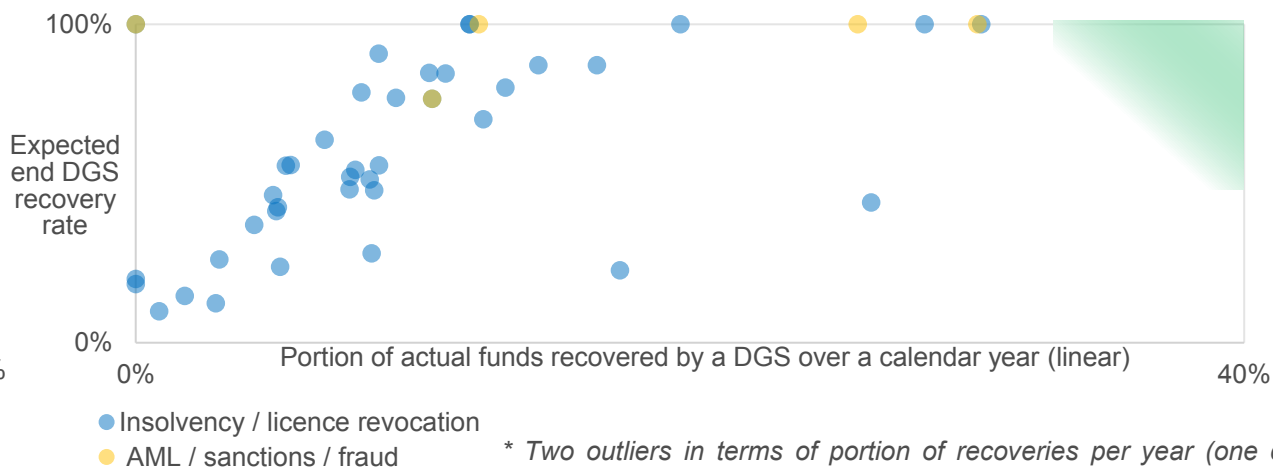 100%
Expected
end DGS
recovery
rate
0%
Portion of actual funds recovered by a DGS over a calendar year (linear)
%
0%
40%
Insolvency / licence revocation
AML / sanctions / fraud
* Two outliers in terms of portion of recoveries per year (one